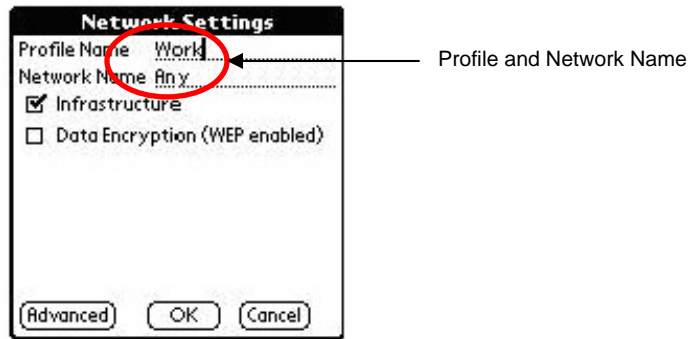 Network Settings
Profile Name Work
Network Name Any
Infrastructure
Data Encryption (WEP enabled)
Advanced OK Cancel
Profile and Network Name